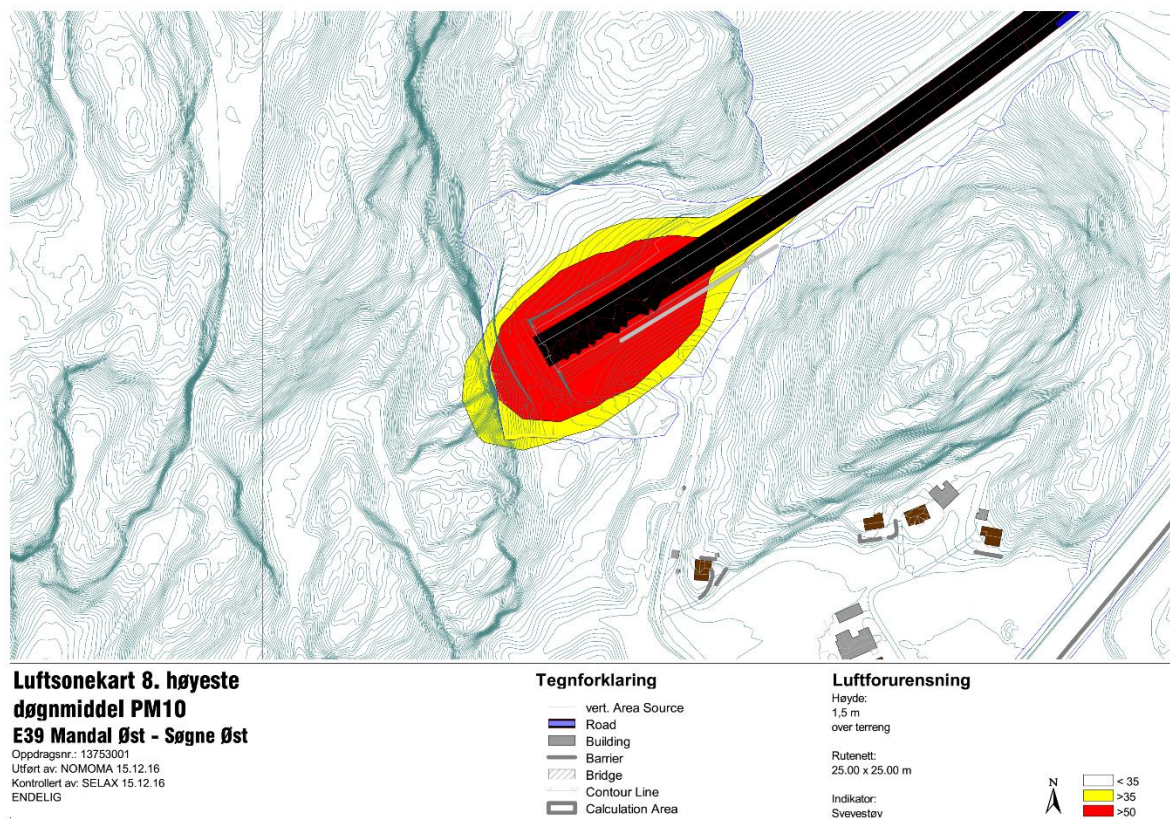 Luftsonekart 8. høyeste
døgnmiddel PM10
E39 Mandal Øst - Søgne Øst
Oppdragsnr.: 13753001
Utført av: NOMOMA 15.12.16
Kontrollert av: SELAX 15.12.16
ENDELIG
Tegnforklaring
vert. Area Source
Road
Building
Barrier
Bridge
Contour Line
Calculation Area
Luftforurensning
Høyde:
1,5 m
over terreng
Rutenett:
25.00 x 25.00 m
Indikator:
Svevestøv
N
< 35
>35
>50